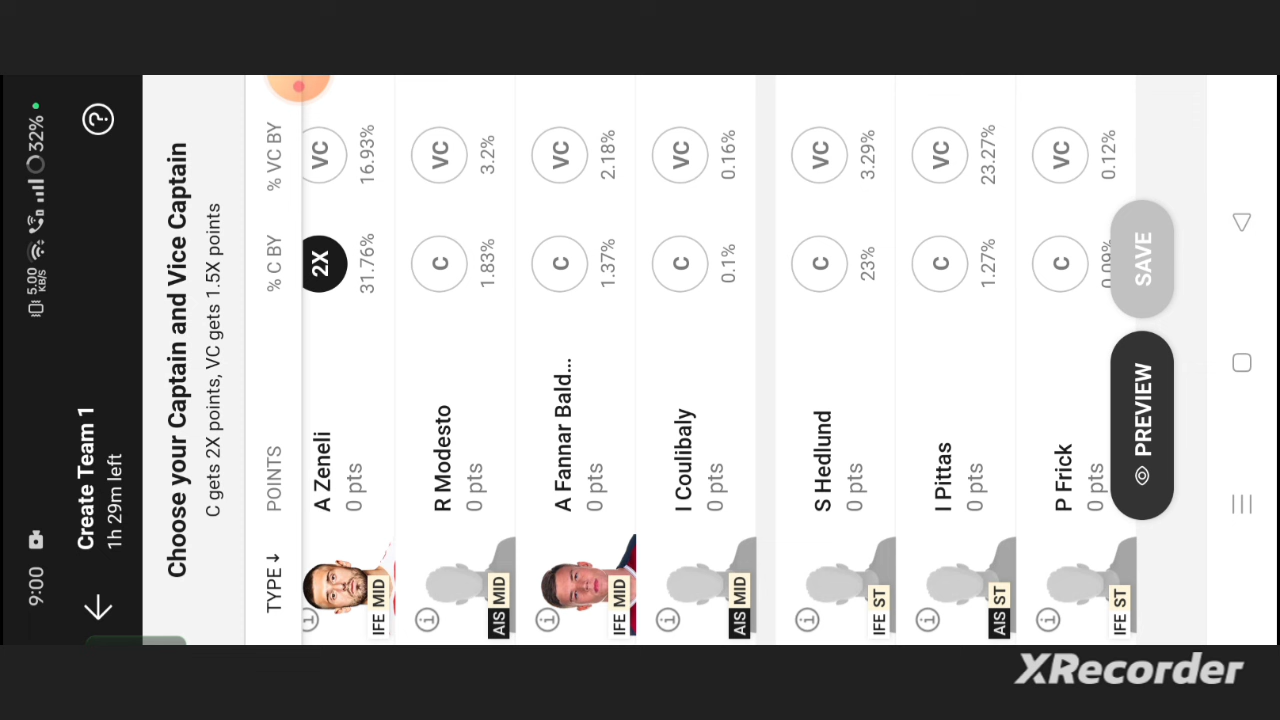 9:00
5.00
KB/S
32%
Create Team 1
1h 29m left
Choose your Captain and Vice Captain
C gets 2X points, VC gets 1.5X points
TYPE ↓ POINTS % C BY % VC BY
A Zeneli
0 pts
IFE MID
2X
31.76%
VC
16.93%
R Modesto
0 pts
AIS MID
C
1.83%
VC
3.2%
A Fannar Bald...
0 pts
IFE MID
C
1.37%
VC
2.18%
I Coulibaly
0 pts
AIS MID
C
0.1%
VC
0.16%
S Hedlund
0 pts
IFE ST
C
23%
VC
3.29%
I Pittas
0 pts
AIS ST
C
1.27%
VC
23.27%
P Frick
0 pts
IFE ST
C
0.09%
VC
0.12%
PREVIEW
SAVE
XRecorder